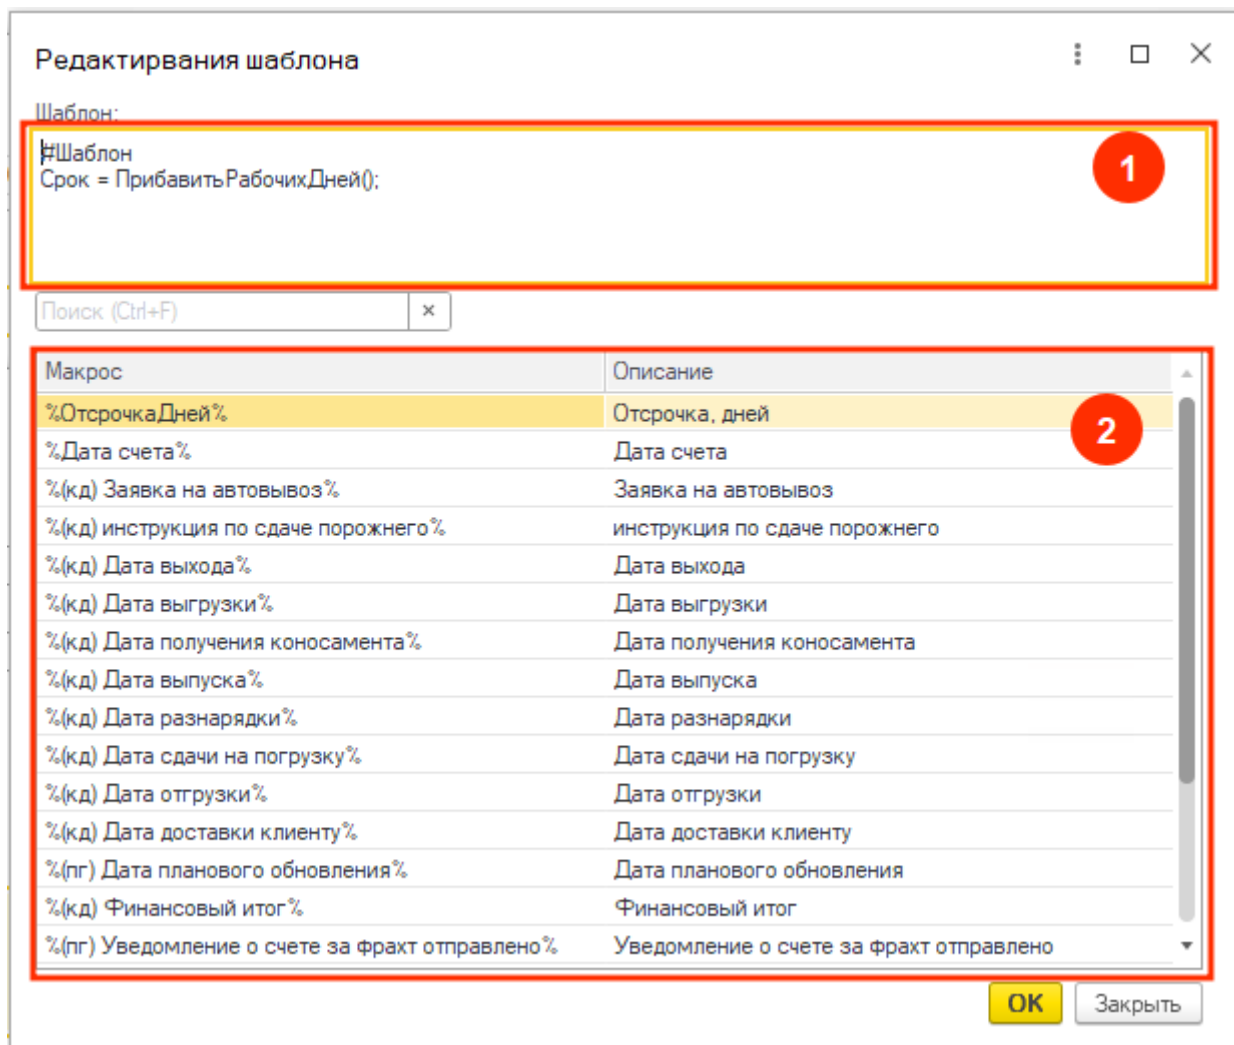 Редактирвания шаблона
Шаблон:
#Шаблон
Срок = ПрибавитьРабочихДней();
1
Поиск (Ctrl+F)
×
Макрос Описание
%ОтсрочкаДней% Отсрочка, дней
2
%Дата счета% Дата счета
%(кд) Заявка на автовывоз% Заявка на автовывоз
%(кд) инструкция по сдаче порожнего% инструкция по сдаче порожнего
%(кд) Дата выхода% Дата выхода
%(кд) Дата выгрузки% Дата выгрузки
%(кд) Дата получения коносамента% Дата получения коносамента
%(кд) Дата выпуска% Дата выпуска
%(кд) Дата разнарядки% Дата разнарядки
%(кд) Дата сдачи на погрузку% Дата сдачи на погрузку
%(кд) Дата отгрузки% Дата отгрузки
%(кд) Дата доставки клиенту% Дата доставки клиенту
%(пг) Дата планового обновления% Дата планового обновления
%(кд) Финансовый итог% Финансовый итог
%(пг) Уведомление о счете за фрахт отправлено% Уведомление о счете за фрахт отправлено
ОК Закрыть